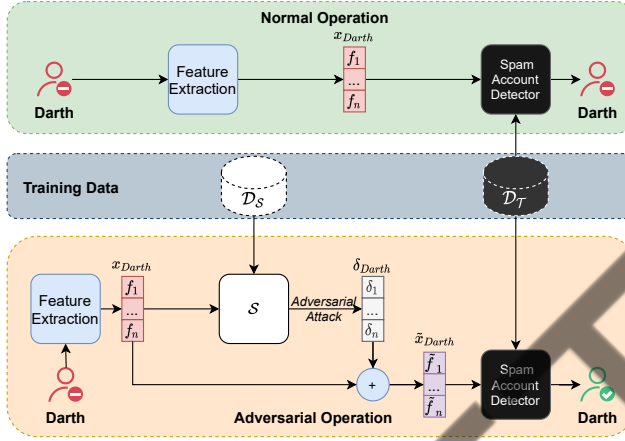 Normal Operation
x_Darth
Feature
Extraction
f_1
...
f_n
Spam
Account
Detector
Darth
Darth
Training Data
D_S
D_T
x_Darth
δ_Darth
Feature
Extraction
f_1
...
f_n
S
Adversarial
Attack
δ_1
...
δ_n
x̃_Darth
+
f̃_1
...
f̃_n
Spam
Account
Detector
Darth
Adversarial Operation
Darth